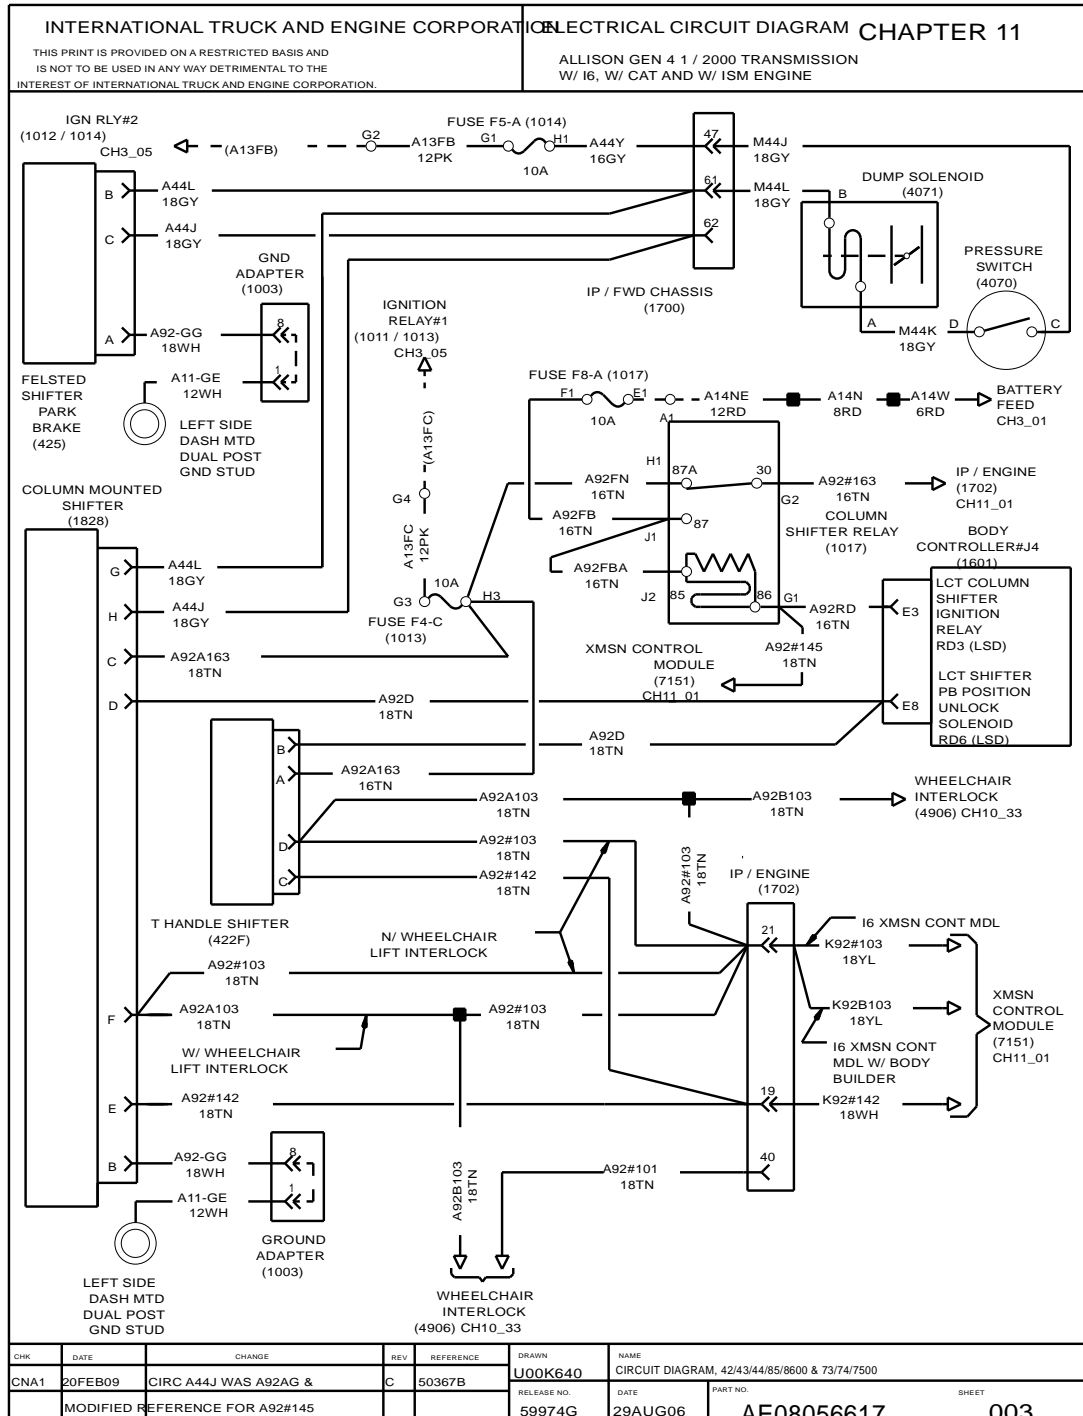 INTERNATIONAL TRUCK AND ENGINE CORPORATION
THIS PRINT IS PROVIDED ON A RESTRICTED BASIS AND
IS NOT TO BE USED IN ANY WAY DETRIMENTAL TO THE
INTEREST OF INTERNATIONAL TRUCK AND ENGINE CORPORATION.
ELECTRICAL CIRCUIT DIAGRAM
CHAPTER 11
ALLISON GEN 4 1 / 2000 TRANSMISSION
W/ I6, W/ CAT AND W/ ISM ENGINE
IGN RLY#2
(1012 / 1014)
CH3_05
(A13FB)
G2
A13FB
12PK
FUSE F5-A (1014)
G1
H1
10A
A44Y
16GY
47
M44J
18GY
B
A44L
18GY
61
M44L
18GY
C
A44J
18GY
62
IP / FWD CHASSIS
(1700)
DUMP SOLENOID
(4071)
B
A
M44K
18GY
PRESSURE
SWITCH
(4070)
D
C
GND
ADAPTER
(1003)
8
1
A
A92-GG
18WH
A11-GE
12WH
FELSTED
SHIFTER
PARK
BRAKE
(425)
LEFT SIDE
DASH MTD
DUAL POST
GND STUD
IGNITION
RELAY#1
(1011 / 1013)
CH3_05
(A13FC)
G4
A13FC
12PK
10A
G3
H3
FUSE F4-C
(1013)
FUSE F8-A (1017)
F1
E1
10A
A1
A14NE
12RD
A14N
8RD
A14W
6RD
BATTERY
FEED
CH3_01
H1
87A
30
A92FN
16TN
G2
A92#163
16TN
IP / ENGINE
(1702)
CH11_01
A92FB
16TN
J1
87
COLUMN
SHIFTER RELAY
(1017)
A92FBA
16TN
J2
85
86
G1
A92RD
16TN
A92#145
18TN
XMSN CONTROL
MODULE
(7151)
CH11_01
BODY
CONTROLLER#J4
(1601)
E3
LCT COLUMN
SHIFTER
IGNITION
RELAY
RD3 (LSD)
E8
LCT SHIFTER
PB POSITION
UNLOCK
SOLENOID
RD6 (LSD)
COLUMN MOUNTED
SHIFTER
(1828)
G
A44L
18GY
H
A44J
18GY
C
A92A163
18TN
D
A92D
18TN
B
A92D
18TN
A
A92A163
16TN
A92A103
18TN
A92B103
18TN
WHEELCHAIR
INTERLOCK
(4906) CH10_33
D
A92#103
18TN
C
A92#142
18TN
A92#103
18TN
T HANDLE SHIFTER
(422F)
N/ WHEELCHAIR
LIFT INTERLOCK
IP / ENGINE
(1702)
21
I6 XMSN CONT MDL
K92#103
18YL
K92B103
18YL
I6 XMSN CONT
MDL W/ BODY
BUILDER
XMSN
CONTROL
MODULE
(7151)
CH11_01
A92#103
18TN
F
A92A103
18TN
A92#103
18TN
W/ WHEELCHAIR
LIFT INTERLOCK
E
A92#142
18TN
19
K92#142
18WH
B
A92-GG
18WH
8
1
A11-GE
12WH
GROUND
ADAPTER
(1003)
A92B103
18TN
A92#101
18TN
40
LEFT SIDE
DASH MTD
DUAL POST
GND STUD
WHEELCHAIR
INTERLOCK
(4906) CH10_33
CHK DATE CHANGE REV REFERENCE DRAWN NAME
CNA1 20FEB09 CIRC A44J WAS A92AG & C 50367B U00K640 CIRCUIT DIAGRAM, 42/43/44/85/8600 & 73/74/7500
RELEASE NO. DATE PART NO. SHEET
MODIFIED REFERENCE FOR A92#145 59974G 29AUG06 AE08056617 003